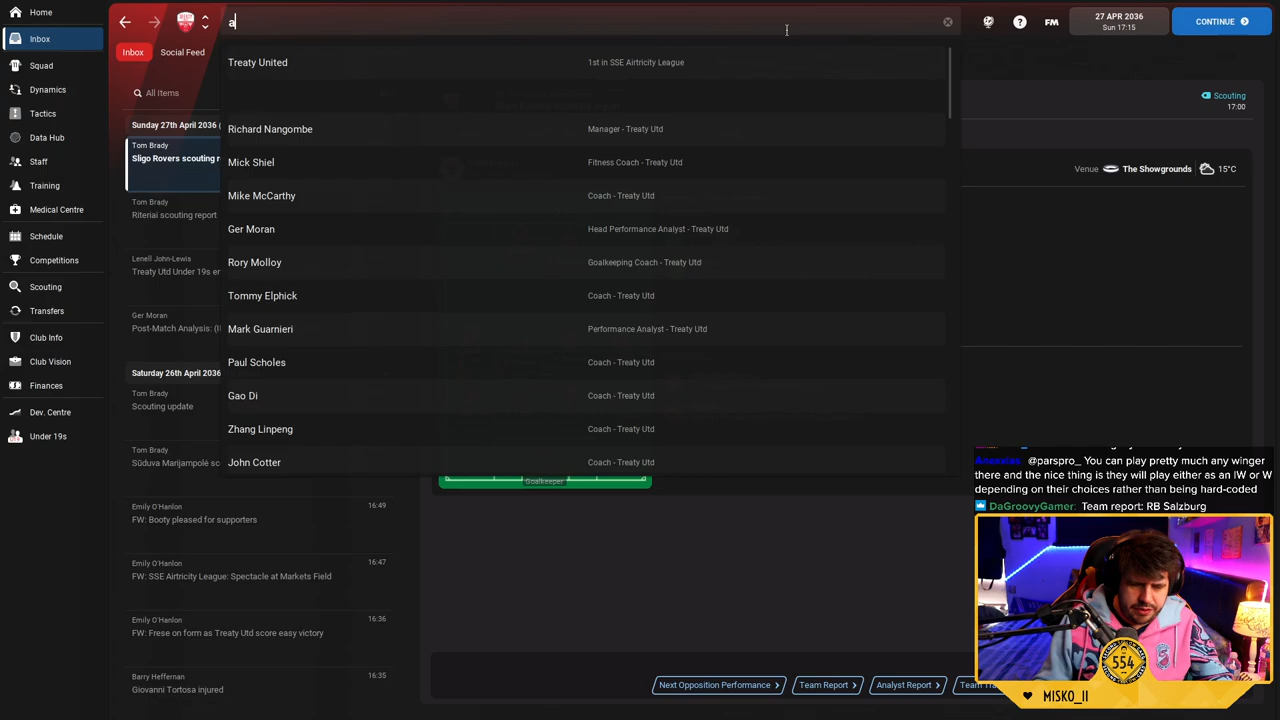 Home
a
27 APR 2036
Sun 17:15
FM
CONTINUE
Inbox
Inbox
Social Feed
Squad
Dynamics
Tactics
Data Hub
Staff
Training
Medical Centre
Schedule
Competitions
Scouting
Transfers
Club Info
Club Vision
Finances
Dev. Centre
Under 19s
All Items
Sunday 27th April 2036
Tom Brady
Sligo Rovers scouting r
Tom Brady
Riteriai scouting report
Lenell John-Lewis
Treaty Utd Under 19s er
Ger Moran
Post-Match Analysis: (I
Saturday 26th April 2036
Tom Brady
Scouting update
Tom Brady
Sūduva Marijampolė sc
Emily O'Hanlon 16:49
FW: Booty pleased for supporters
Emily O'Hanlon 16:47
FW: SSE Airtricity League: Spectacle at Markets Field
Emily O'Hanlon 16:36
FW: Frese on form as Treaty Utd score easy victory
Barry Heffernan 16:35
Giovanni Tortosa injured
Treaty United 1st in SSE Airtricity League
Richard Nangombe Manager - Treaty Utd
Mick Shiel Fitness Coach - Treaty Utd
Mike McCarthy Coach - Treaty Utd
Ger Moran Head Performance Analyst - Treaty Utd
Rory Molloy Goalkeeping Coach - Treaty Utd
Tommy Elphick Coach - Treaty Utd
Mark Guarnieri Performance Analyst - Treaty Utd
Paul Scholes Coach - Treaty Utd
Gao Di Coach - Treaty Utd
Zhang Linpeng Coach - Treaty Utd
John Cotter Coach - Treaty Utd
Goalkeeper
Scouting
17:00
Venue The Showgrounds 15°C
@parspro_ You can play pretty much any winger
there and the nice thing is they will play either as an IW or W
depending on their choices rather than being hard-coded
DaGroovyGamer: Team report: RB Salzburg
Next Opposition Performance
Team Report
Analyst Report
554
MISKO_II